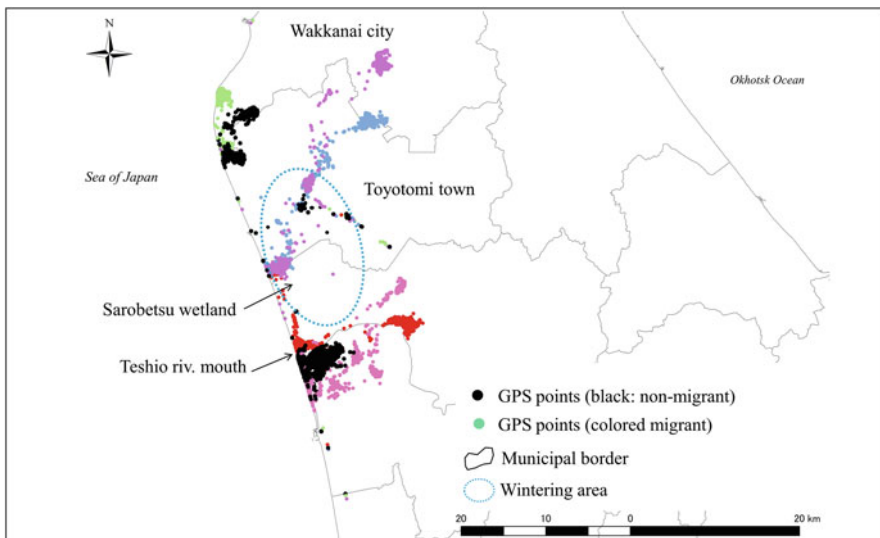 N
Wakkanai city
Okhotsk Ocean
Sea of Japan
Toyotomi town
Sarobetsu wetland
Teshio riv. mouth
GPS points (black: non-migrant)
GPS points (colored migrant)
Municipal border
Wintering area
20 10 0 20 km